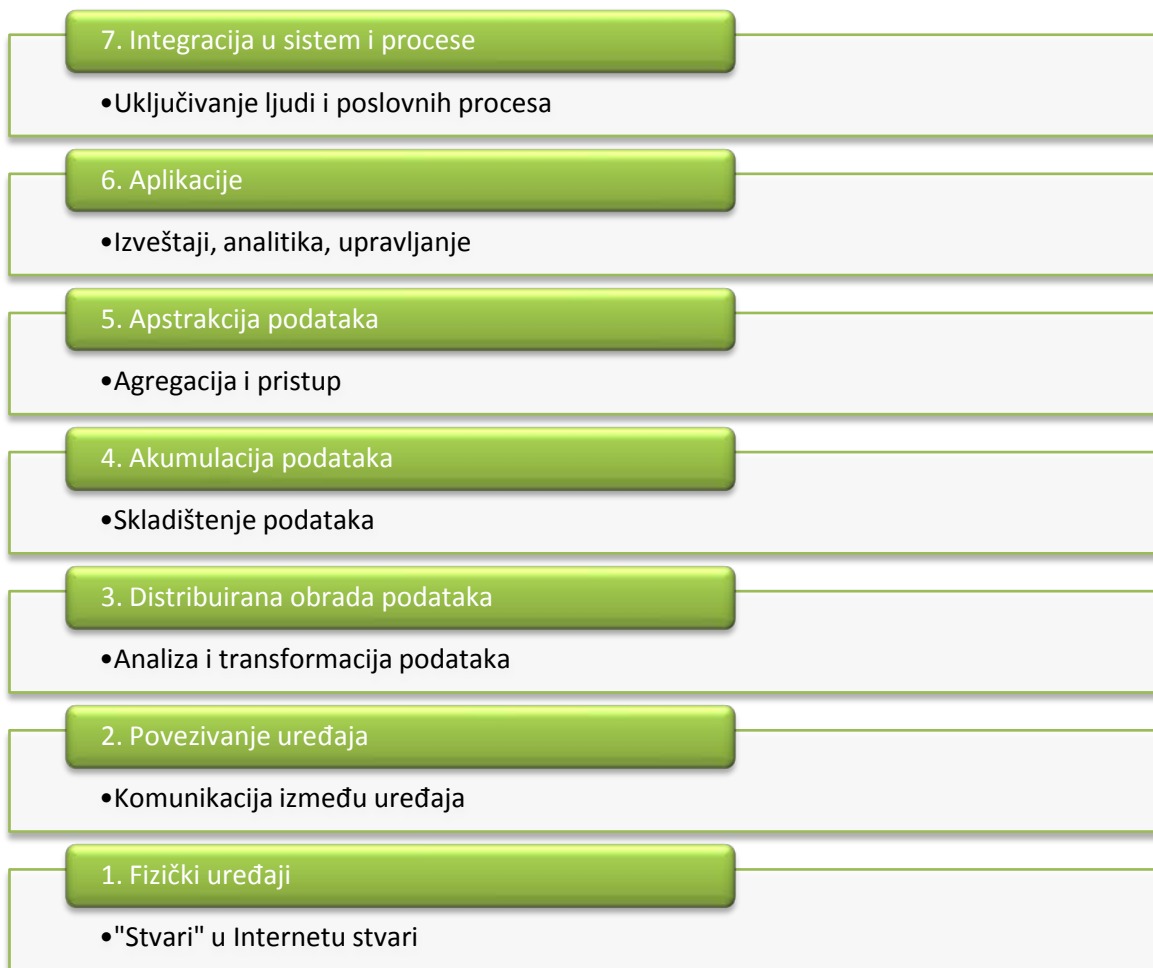 7. Integracija u sistem i procese
•Uključivanje ljudi i poslovnih procesa
6. Aplikacije
•Izveštaji, analitika, upravljanje
5. Apstrakcija podataka
•Agregacija i pristup
4. Akumulacija podataka
•Skladištenje podataka
3. Distribuirana obrada podataka
•Analiza i transformacija podataka
2. Povezivanje uređaja
•Komunikacija između uređaja
1. Fizički uređaji
•"Stvari" u Internetu stvari